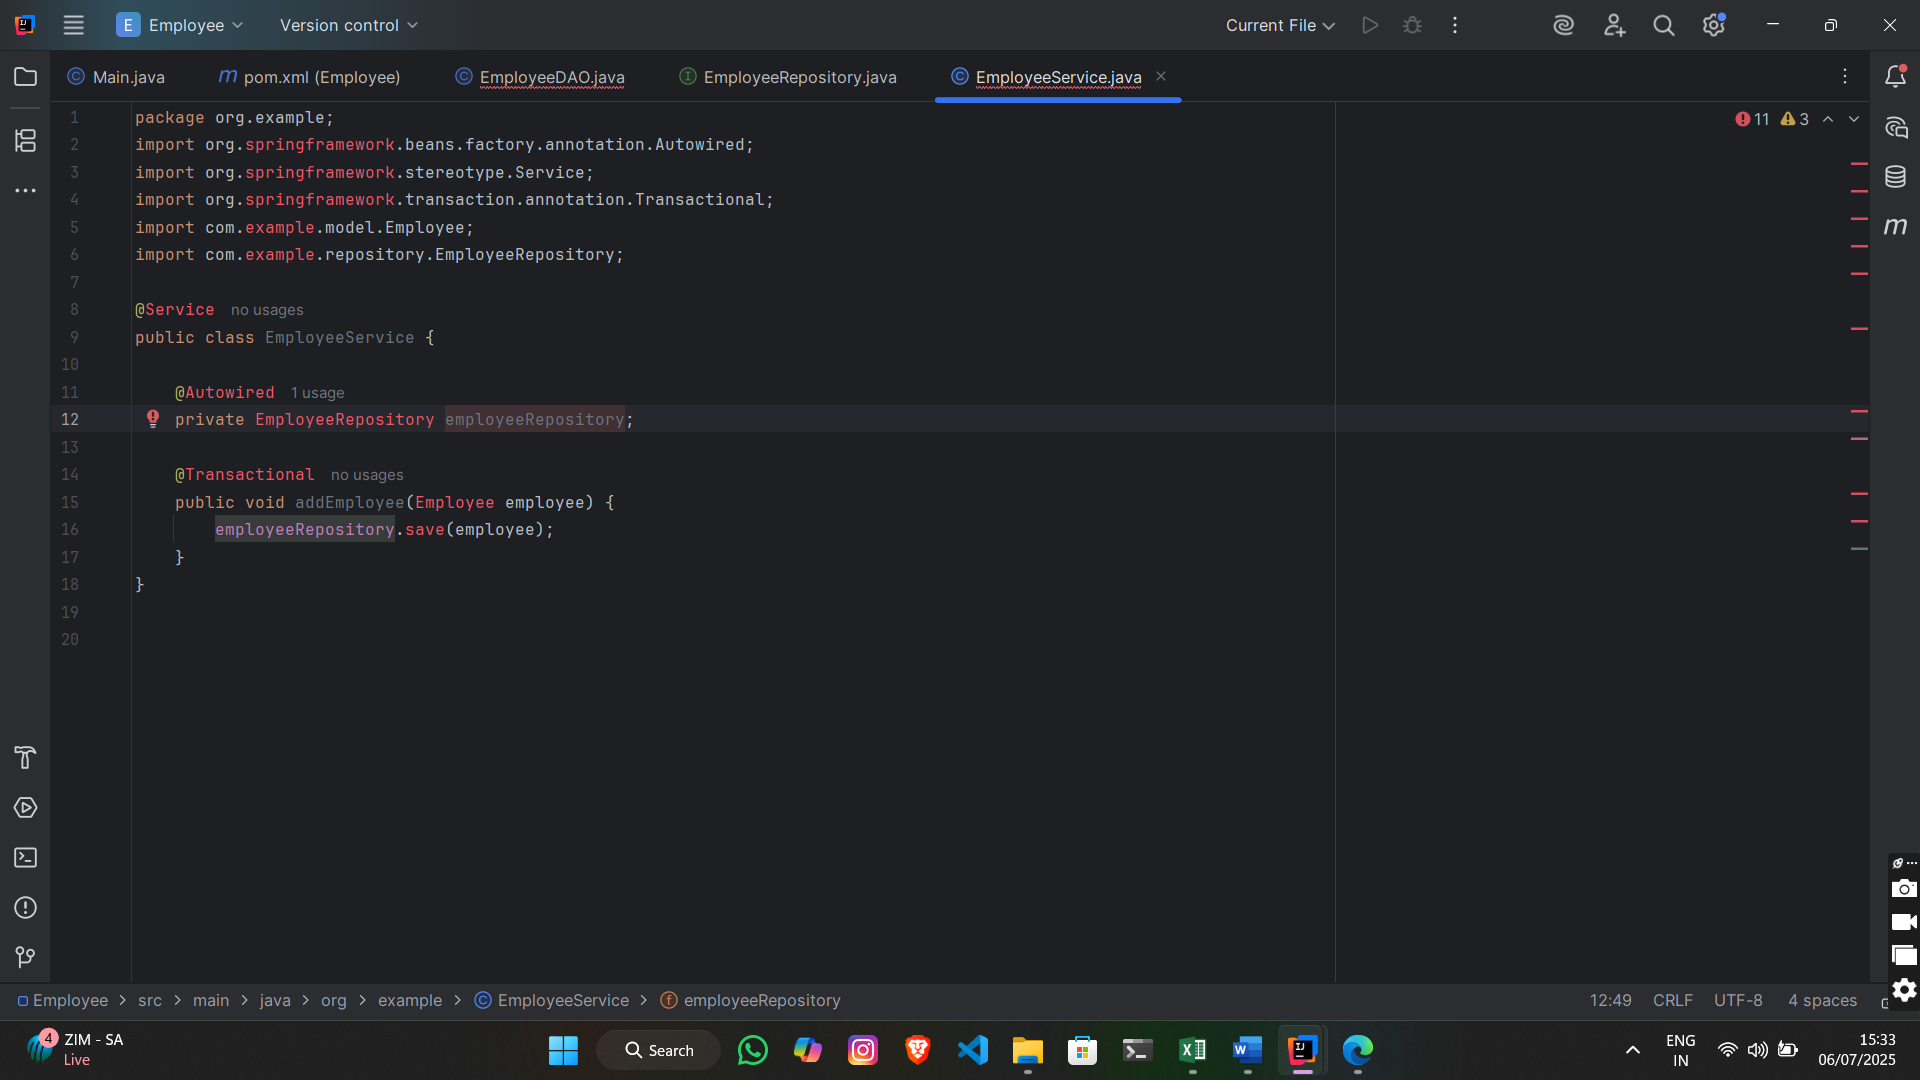 E Employee Version control Current File
Main.java pom.xml (Employee) EmployeeDAO.java EmployeeRepository.java EmployeeService.java
11 3
1 package org.example;
2 import org.springframework.beans.factory.annotation.Autowired;
3 import org.springframework.stereotype.Service;
4 import org.springframework.transaction.annotation.Transactional;
5 import com.example.model.Employee;
6 import com.example.repository.EmployeeRepository;
7
8 @Service no usages
9 public class EmployeeService {
10
11 @Autowired 1 usage
12 private EmployeeRepository employeeRepository;
13
14 @Transactional no usages
15 public void addEmployee(Employee employee) {
16 employeeRepository.save(employee);
17 }
18 }
19
20
Employee > src > main > java > org > example > EmployeeService > employeeRepository 12:49 CRLF UTF-8 4 spaces
4 ZIM - SA
Live
Search
ENG
IN
15:33
06/07/2025